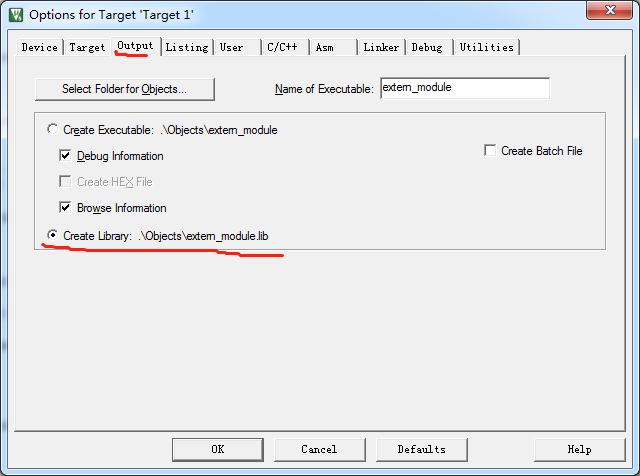 Options for Target 'Target 1'
Device Target Output Listing User C/C++ Asm Linker Debug Utilities
Select Folder for Objects... Name of Executable: extern_module
Create Executable: .\Objects\extern_module
Debug Information Create Batch File
Create HEX File
Browse Information
Create Library: .\Objects\extern_module.lib
OK Cancel Defaults Help